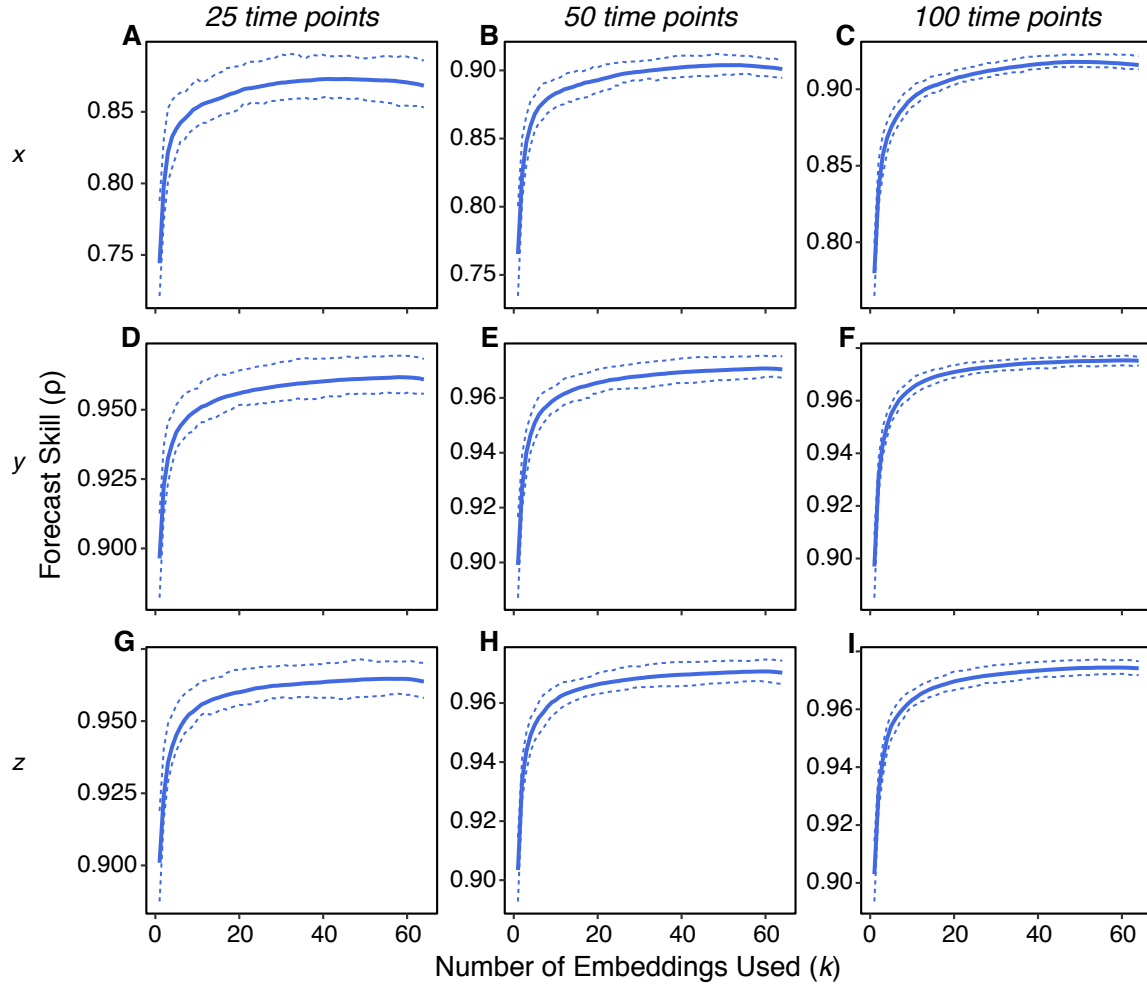 25 time points
50 time points
100 time points
A
B
C
x
0.85
0.80
0.75
0.90
0.85
0.80
0.75
0.90
0.85
0.80
D
E
F
y
Forecast Skill (ρ)
0.950
0.925
0.900
0.96
0.94
0.92
0.90
0.96
0.94
0.92
0.90
G
H
I
z
0.950
0.925
0.900
0.96
0.94
0.92
0.90
0.96
0.94
0.92
0.90
0 20 40 60
0 20 40 60
0 20 40 60
Number of Embeddings Used (k)